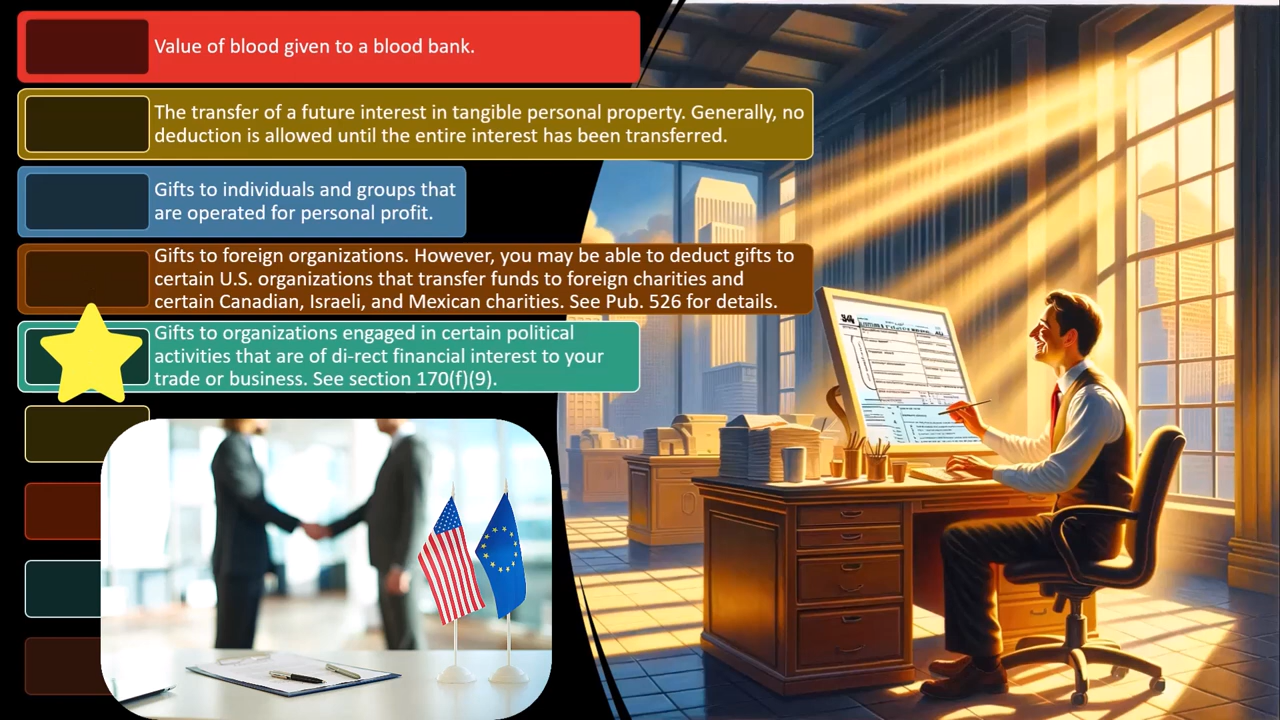 Value of blood given to a blood bank.
The transfer of a future interest in tangible personal property. Generally, no
deduction is allowed until the entire interest has been transferred.
Gifts to individuals and groups that
are operated for personal profit.
Gifts to foreign organizations. However, you may be able to deduct gifts to
certain U.S. organizations that transfer funds to foreign charities and
certain Canadian, Israeli, and Mexican charities. See Pub. 526 for details.
Gifts to organizations engaged in certain political
activities that are of di-rect financial interest to your
trade or business. See section 170(f)(9).